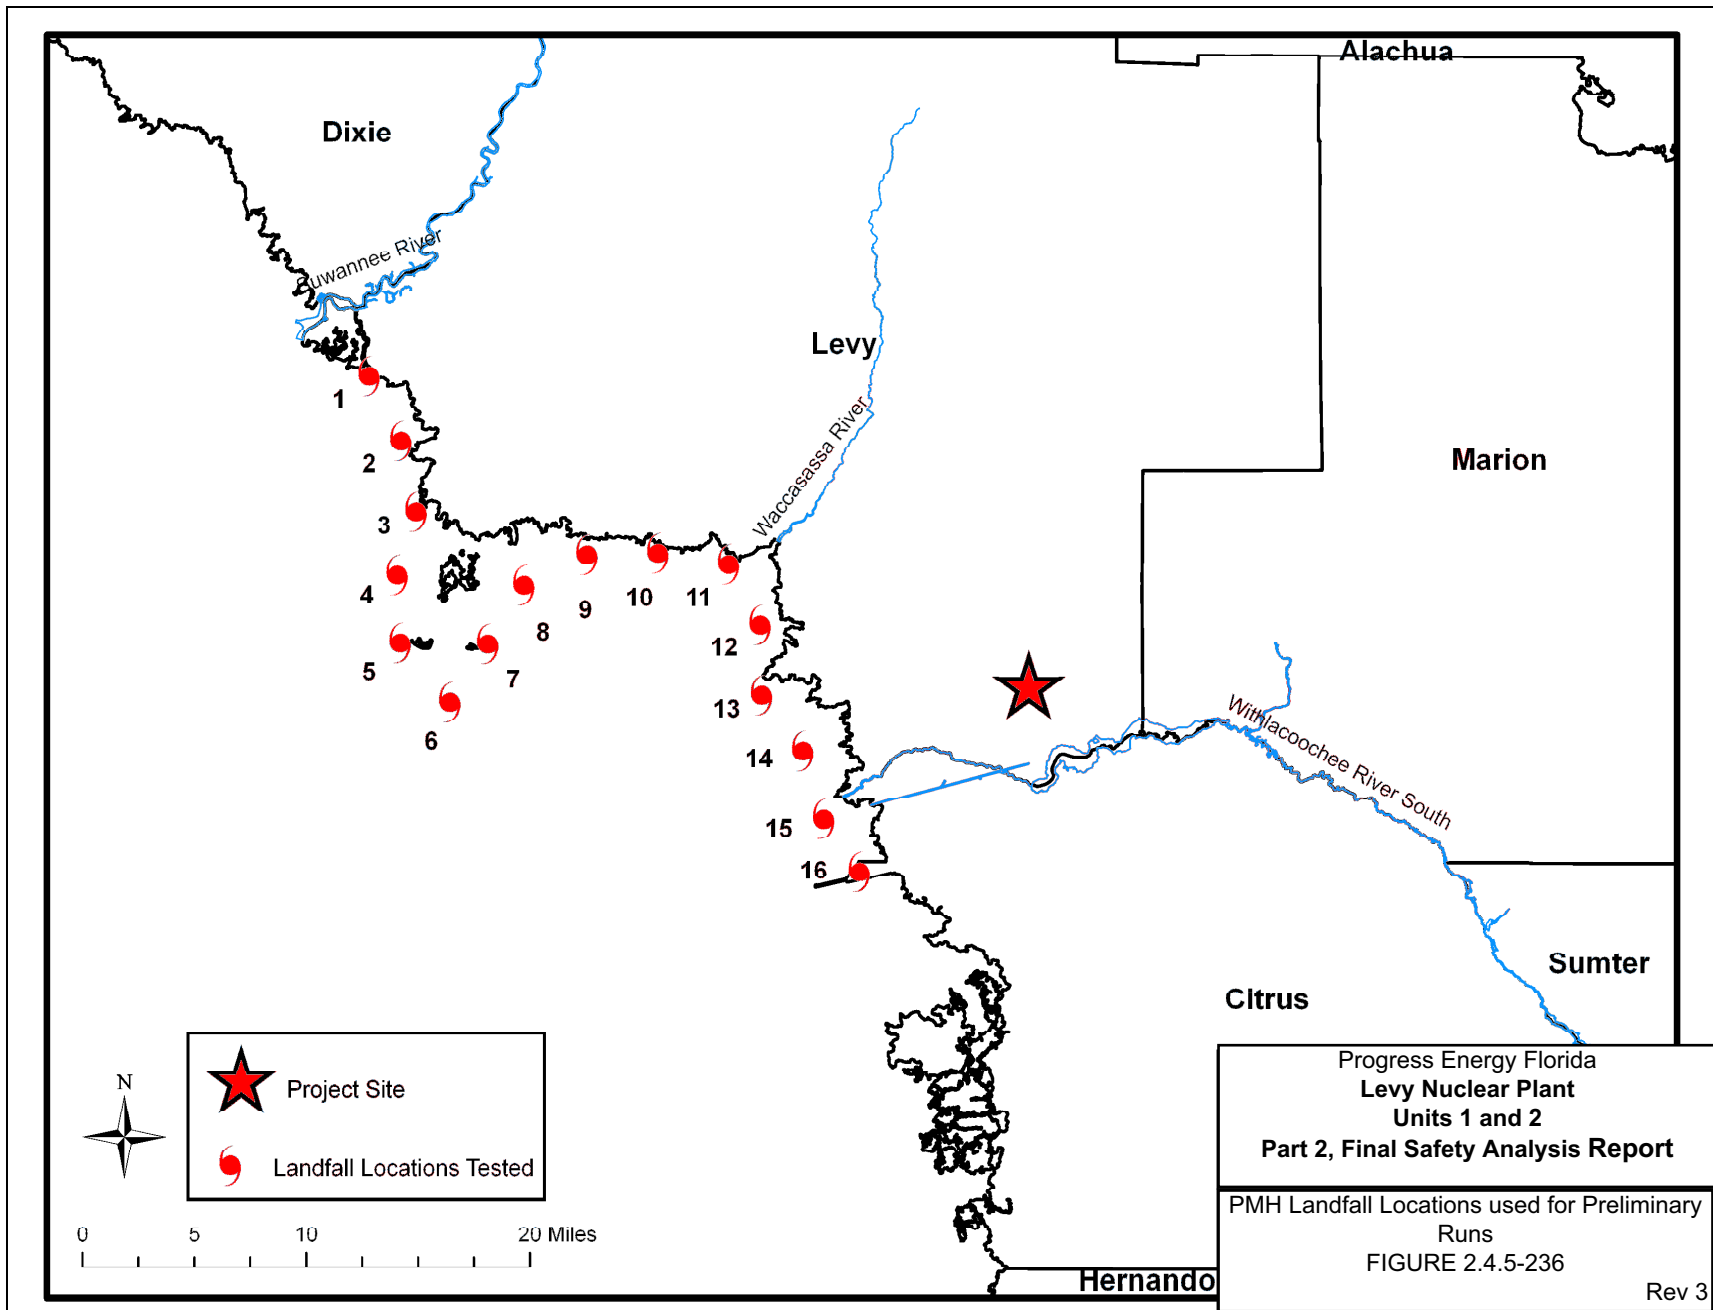 Alachua
Dixie
Suwannee River
Levy
Waccasassa River
Marion
1
2
3
4
5
6
7
8
9
10
11
12
13
14
15
16
Withlacoochee River South
Sumter
CItrus
Hernando
N
Project Site
Landfall Locations Tested
0 5 10 20 Miles
Progress Energy Florida
Levy Nuclear Plant
Units 1 and 2
Part 2, Final Safety Analysis Report
PMH Landfall Locations used for Preliminary
Runs
FIGURE 2.4.5-236
Rev 3